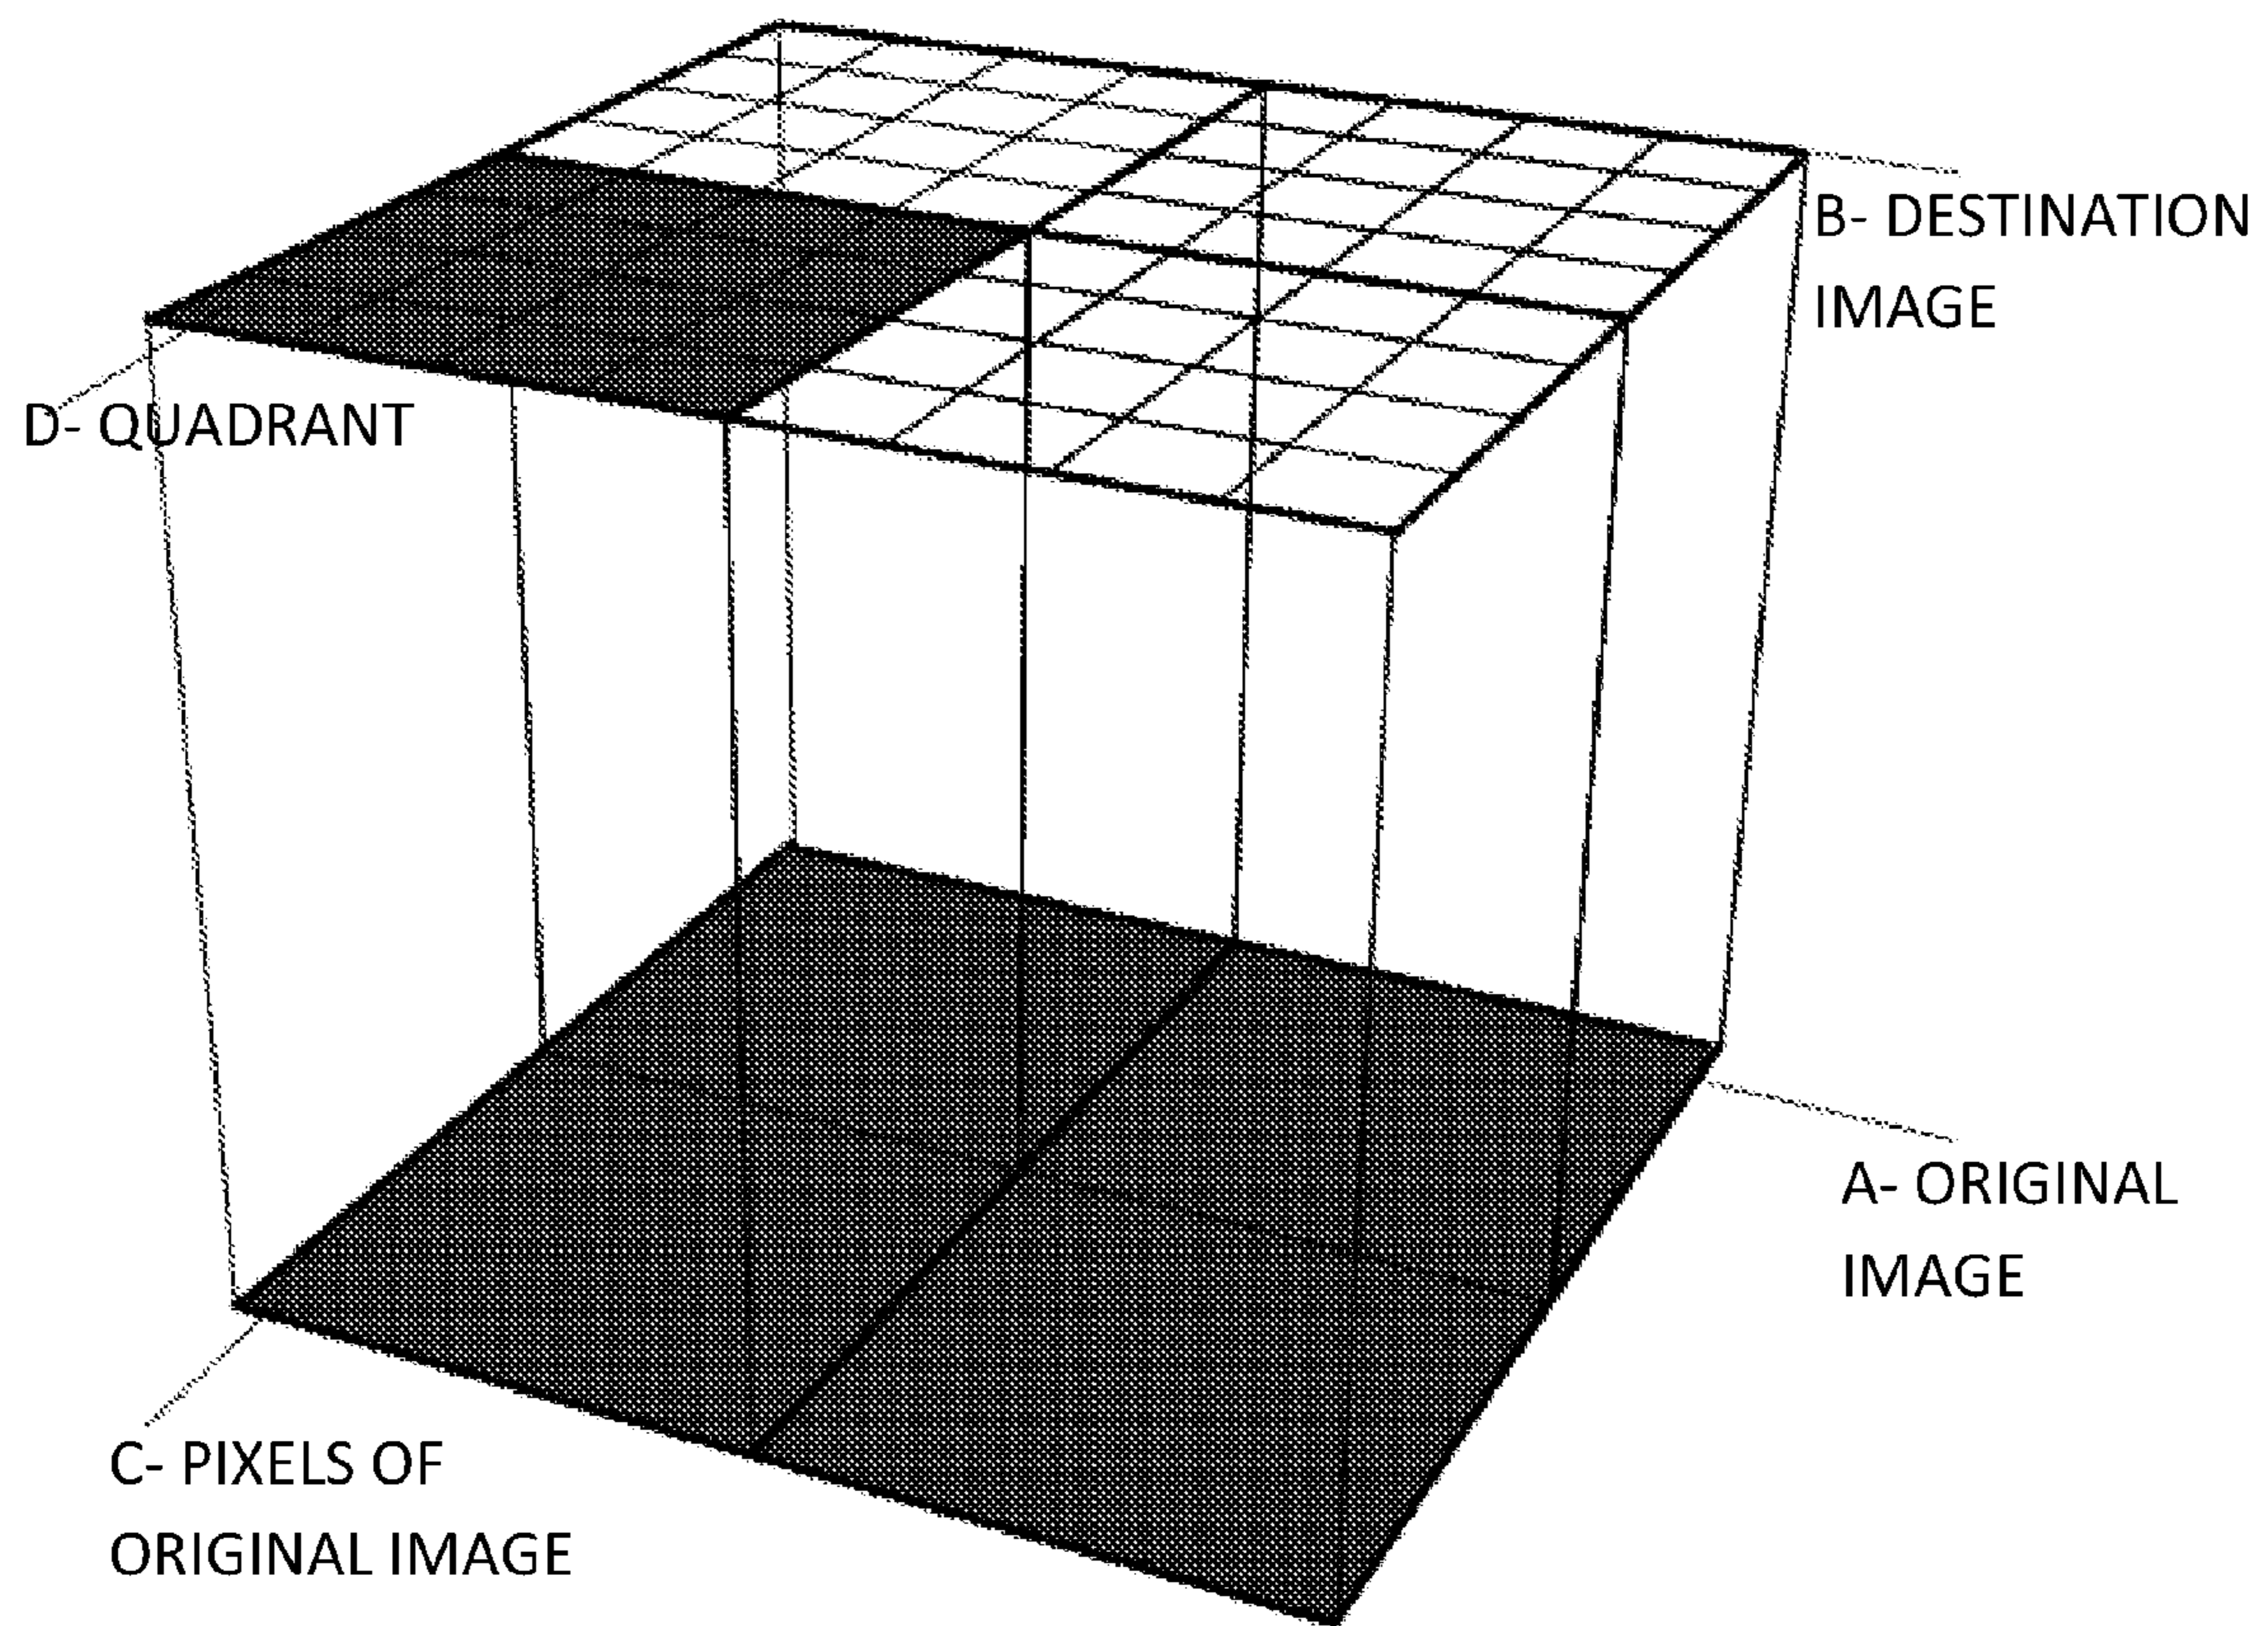 B- DESTINATION
IMAGE
D- QUADRANT
A- ORIGINAL
IMAGE
C- PIXELS OF
ORIGINAL IMAGE